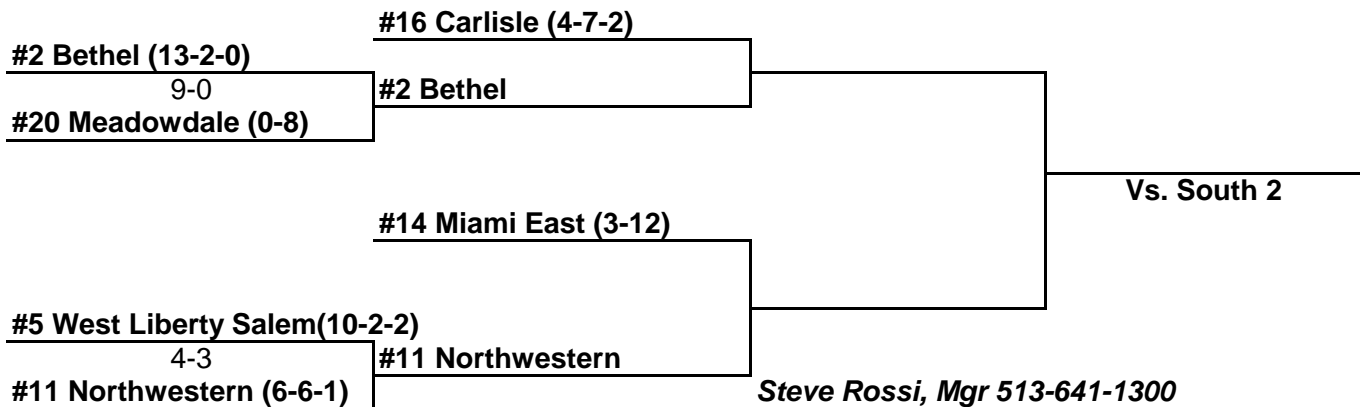 #16 Carlisle (4-7-2)
#2 Bethel (13-2-0)
9-0
#2 Bethel
#20 Meadowdale (0-8)
Vs. South 2
#14 Miami East (3-12)
#5 West Liberty Salem(10-2-2)
4-3
#11 Northwestern
#11 Northwestern (6-6-1)
Steve Rossi, Mgr 513-641-1300